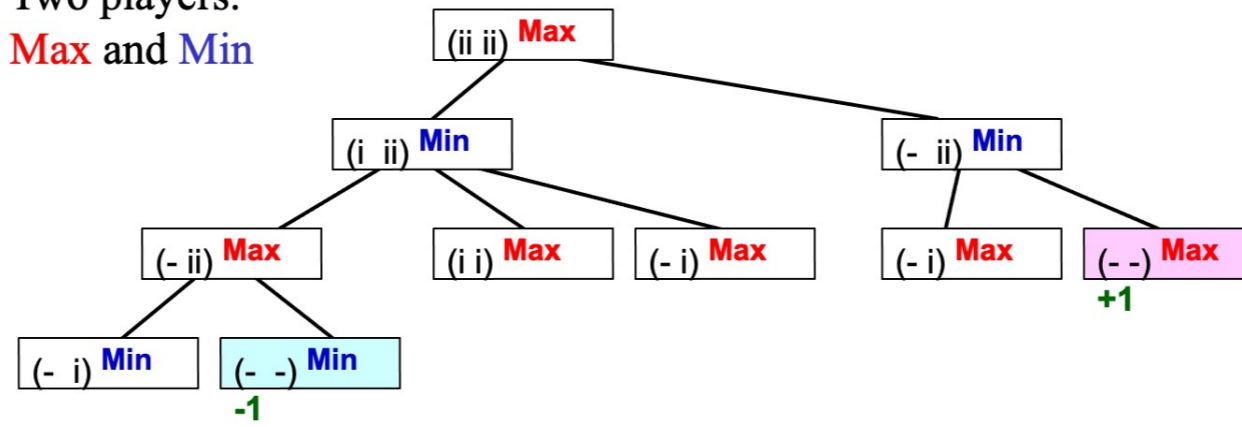 Two players:
Max and Min
(ii ii) Max
(i ii) Min
(- ii) Min
(- ii) Max
(i i) Max
(- i) Max
(- i) Max
(- -) Max
+1
(- i) Min
(- -) Min
-1